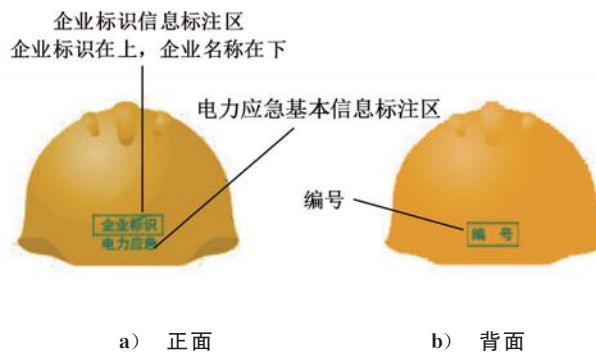 企业标识信息标注区
企业标识在上，企业名称在下
电力应急基本信息标注区
企业标识
电力应急
编号
编 号
a） 正面
b） 背面